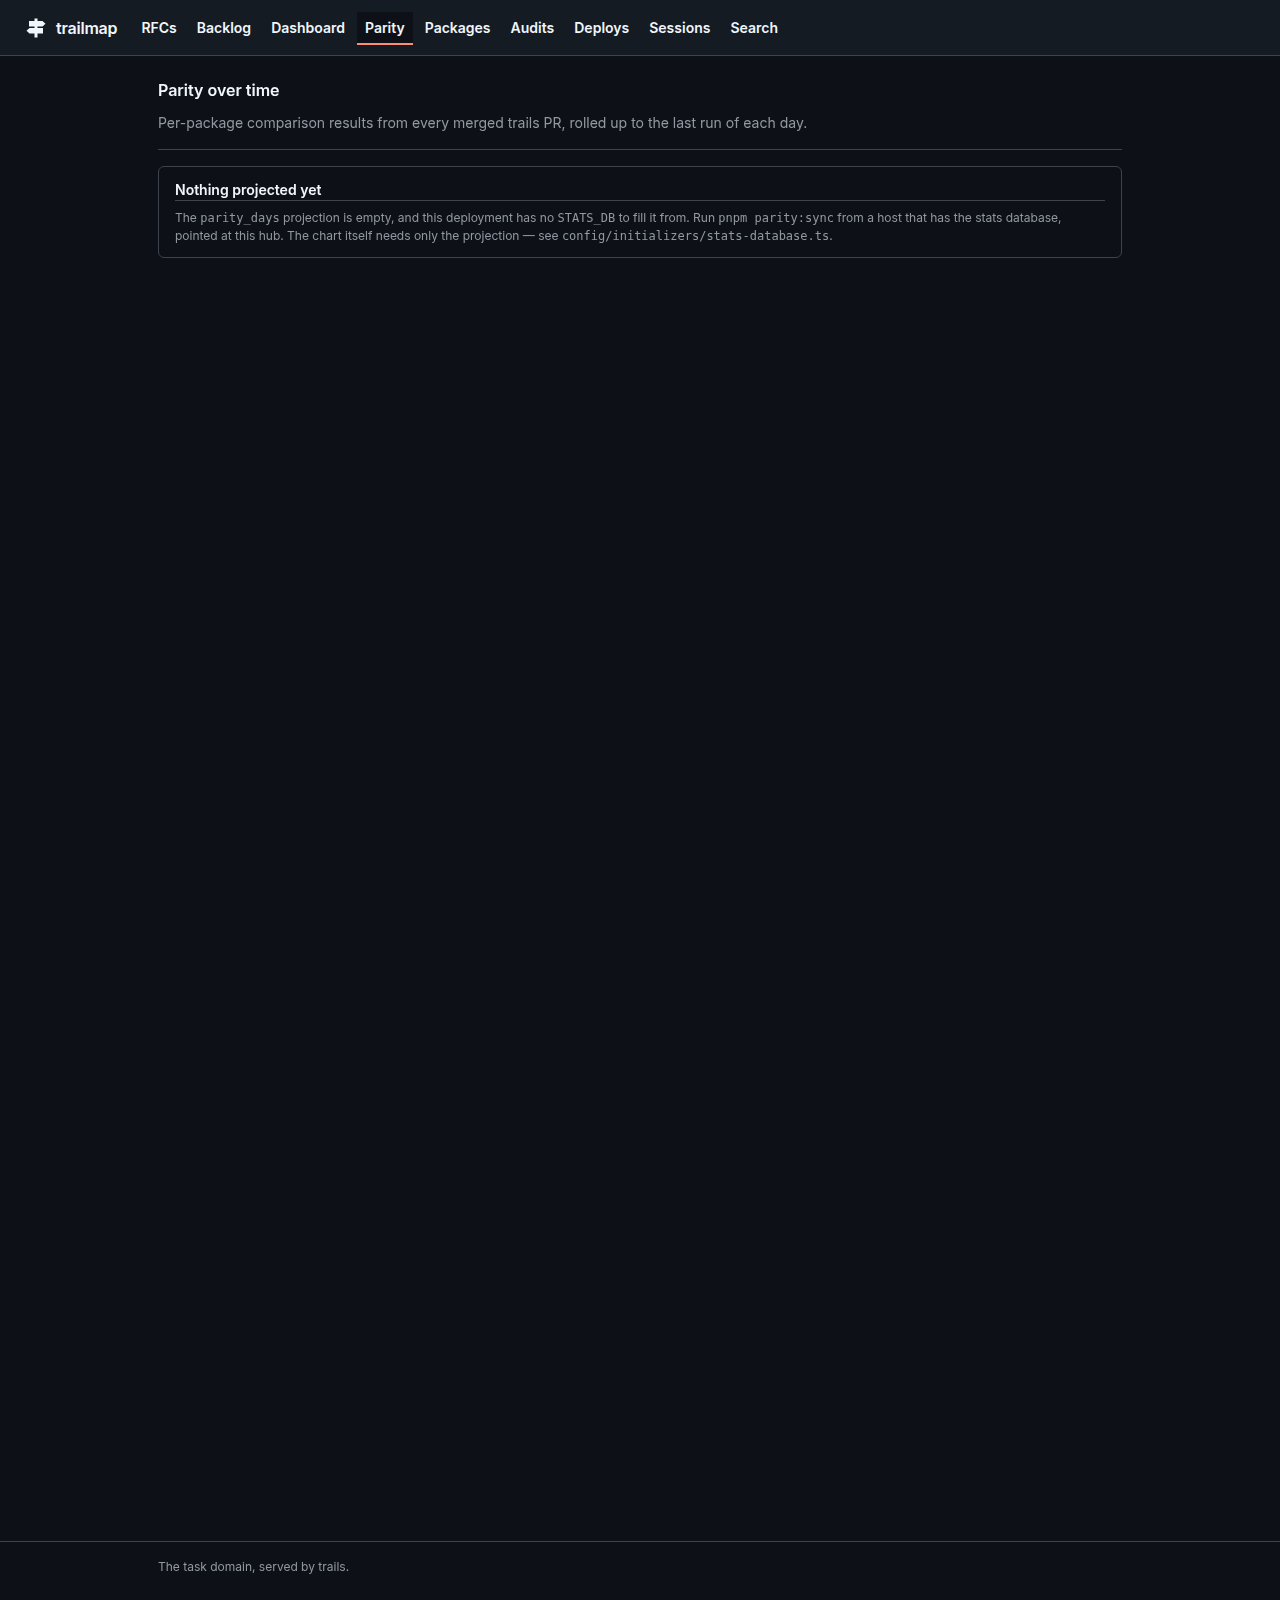 trailmap RFCs Backlog Dashboard Parity Packages Audits Deploys Sessions Search
Parity over time
Per-package comparison results from every merged trails PR, rolled up to the last run of each day.
Nothing projected yet
The parity_days projection is empty, and this deployment has no STATS_DB to fill it from. Run pnpm parity:sync from a host that has the stats database,
pointed at this hub. The chart itself needs only the projection — see config/initializers/stats-database.ts.
The task domain, served by trails.